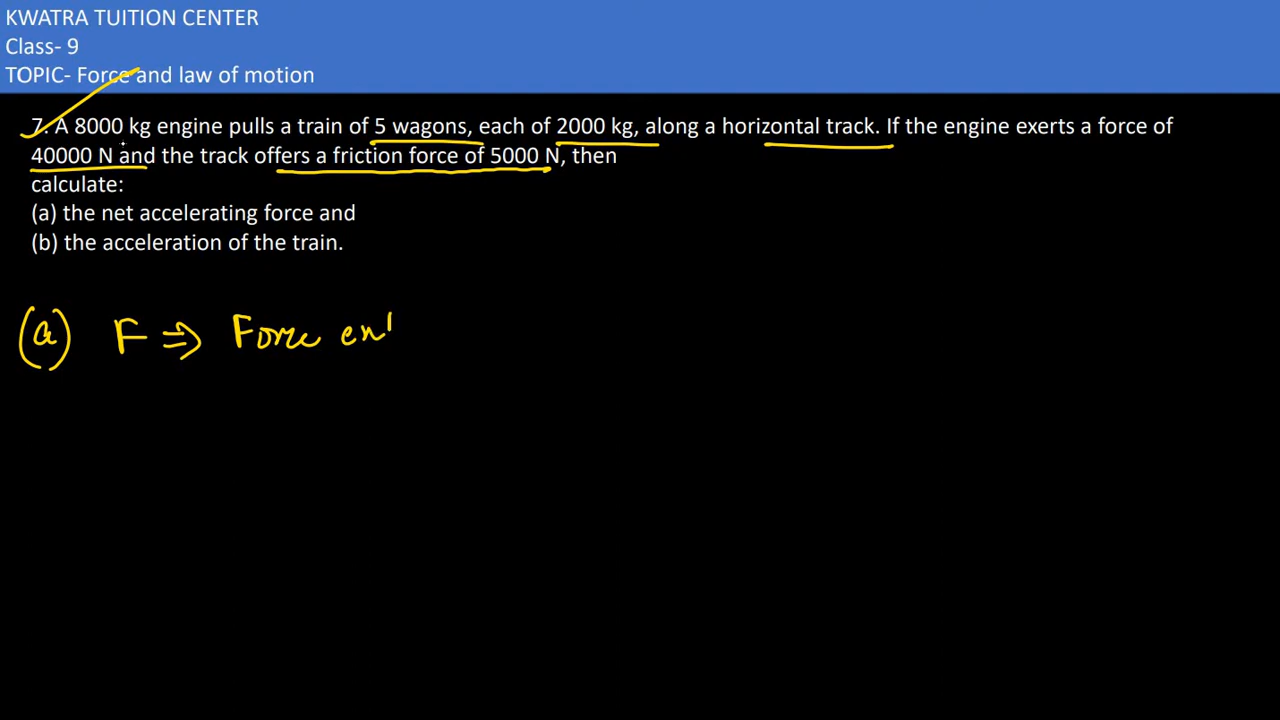 KWATRA TUITION CENTER
Class- 9
TOPIC- Force and law of motion
7. A 8000 kg engine pulls a train of 5 wagons, each of 2000 kg, along a horizontal track. If the engine exerts a force of
40000 N and the track offers a friction force of 5000 N, then
calculate:
(a) the net accelerating force and
(b) the acceleration of the train.
(a) F ⇒ Force